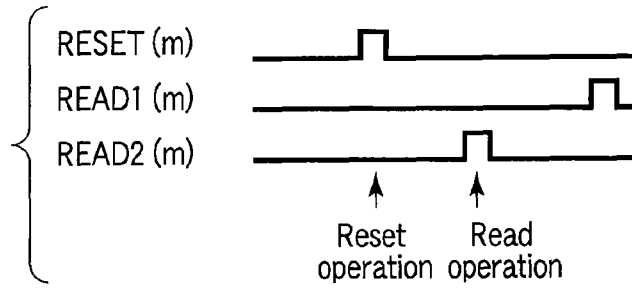 RESET (m)
READ1 (m)
READ2 (m)
Reset operation
Read operation